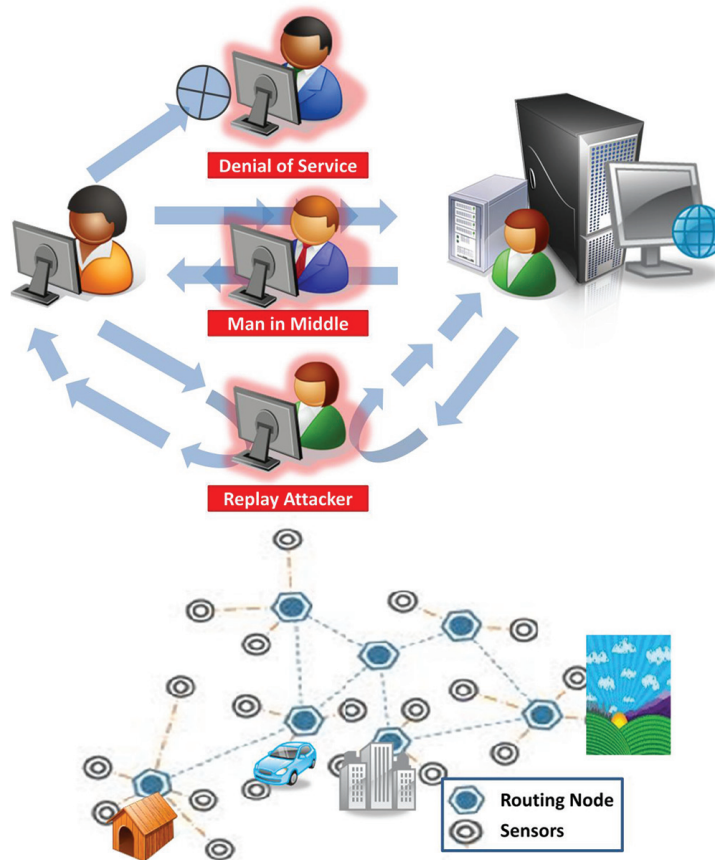 Denial of Service
Man in Middle
Replay Attacker
Routing Node
Sensors